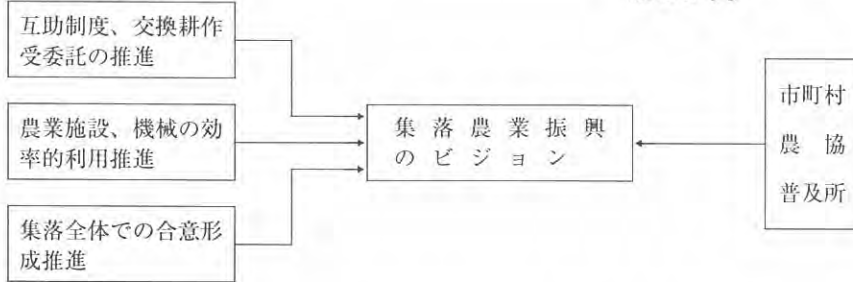 互助制度、交換耕作
受委託の推進
農業施設、機械の効
率的利用推進
集落全体での合意形
成推進
集落農業振興
のビジョン
市町村
農協
普及所